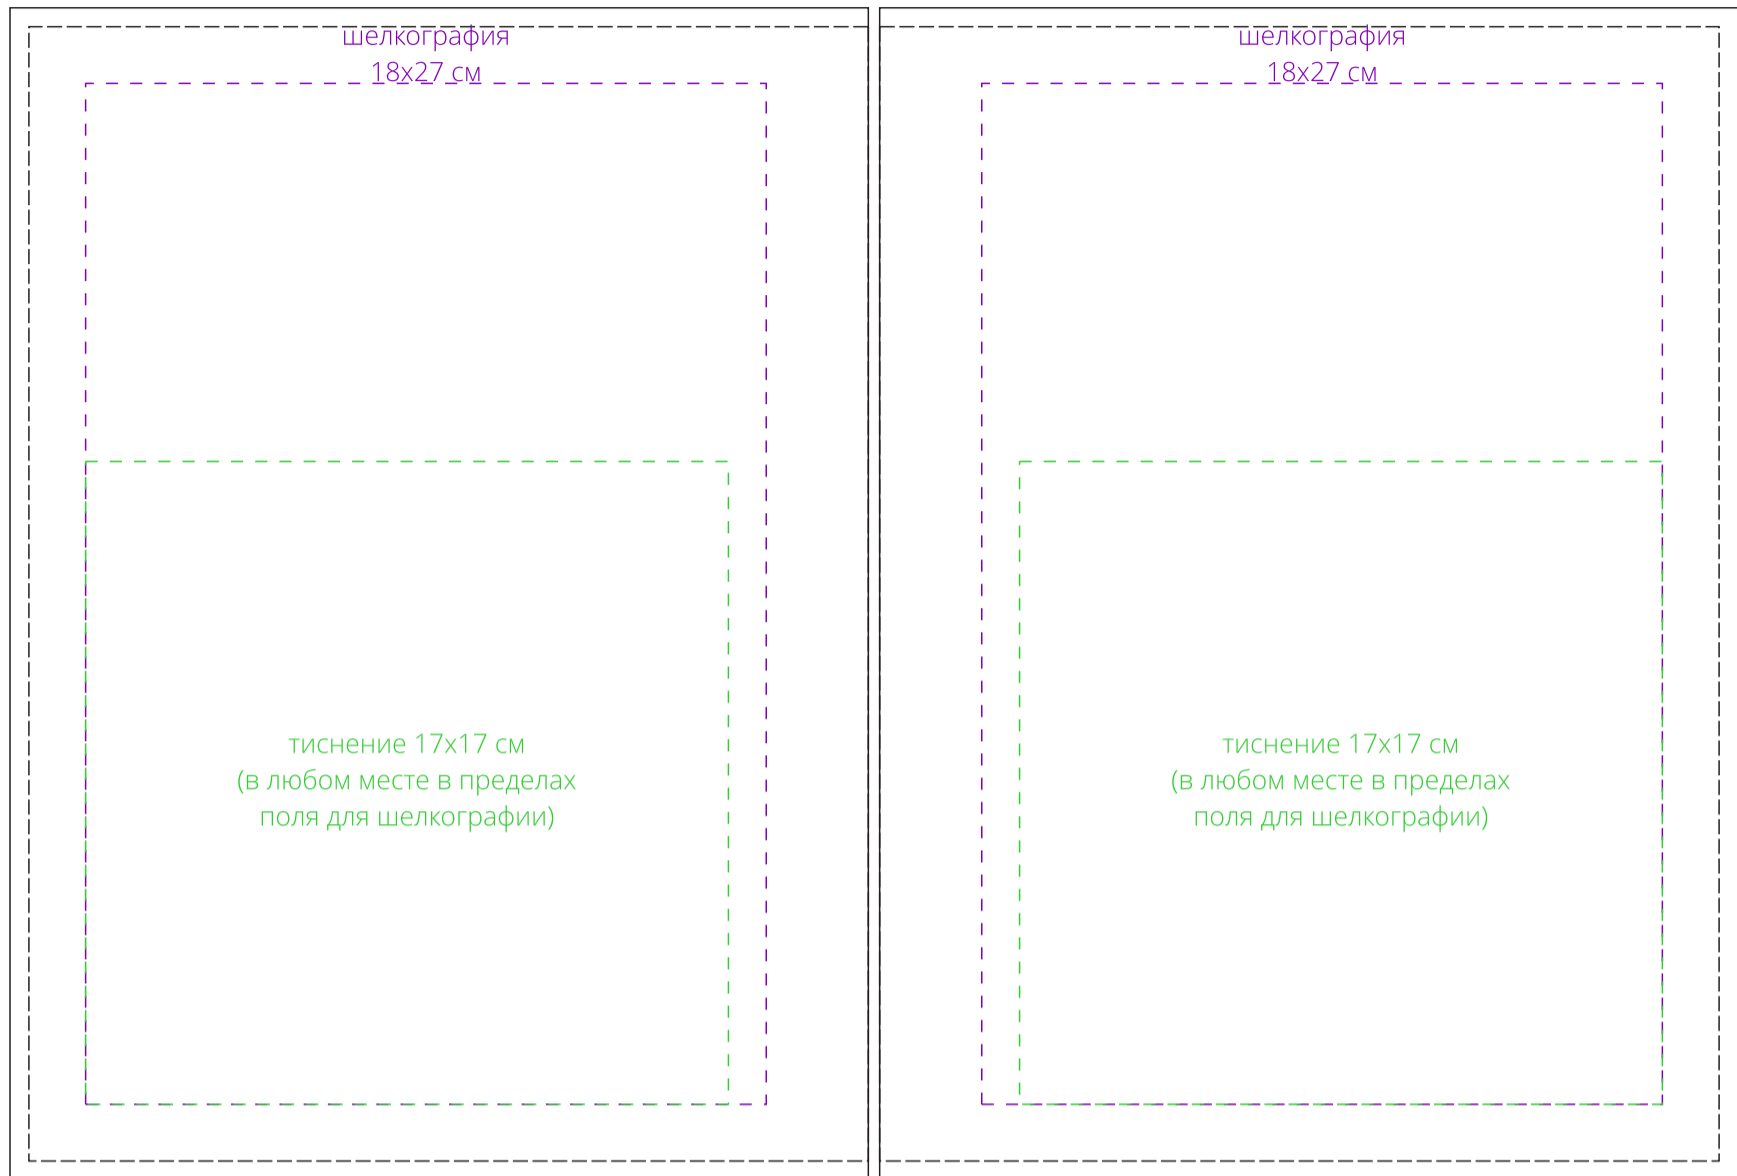 шелкография
18х27 см
тиснение 17х17 см
(в любом месте в пределах
поля для шелкографии)
шелкография
18х27 см
тиснение 17х17 см
(в любом месте в пределах
поля для шелкографии)